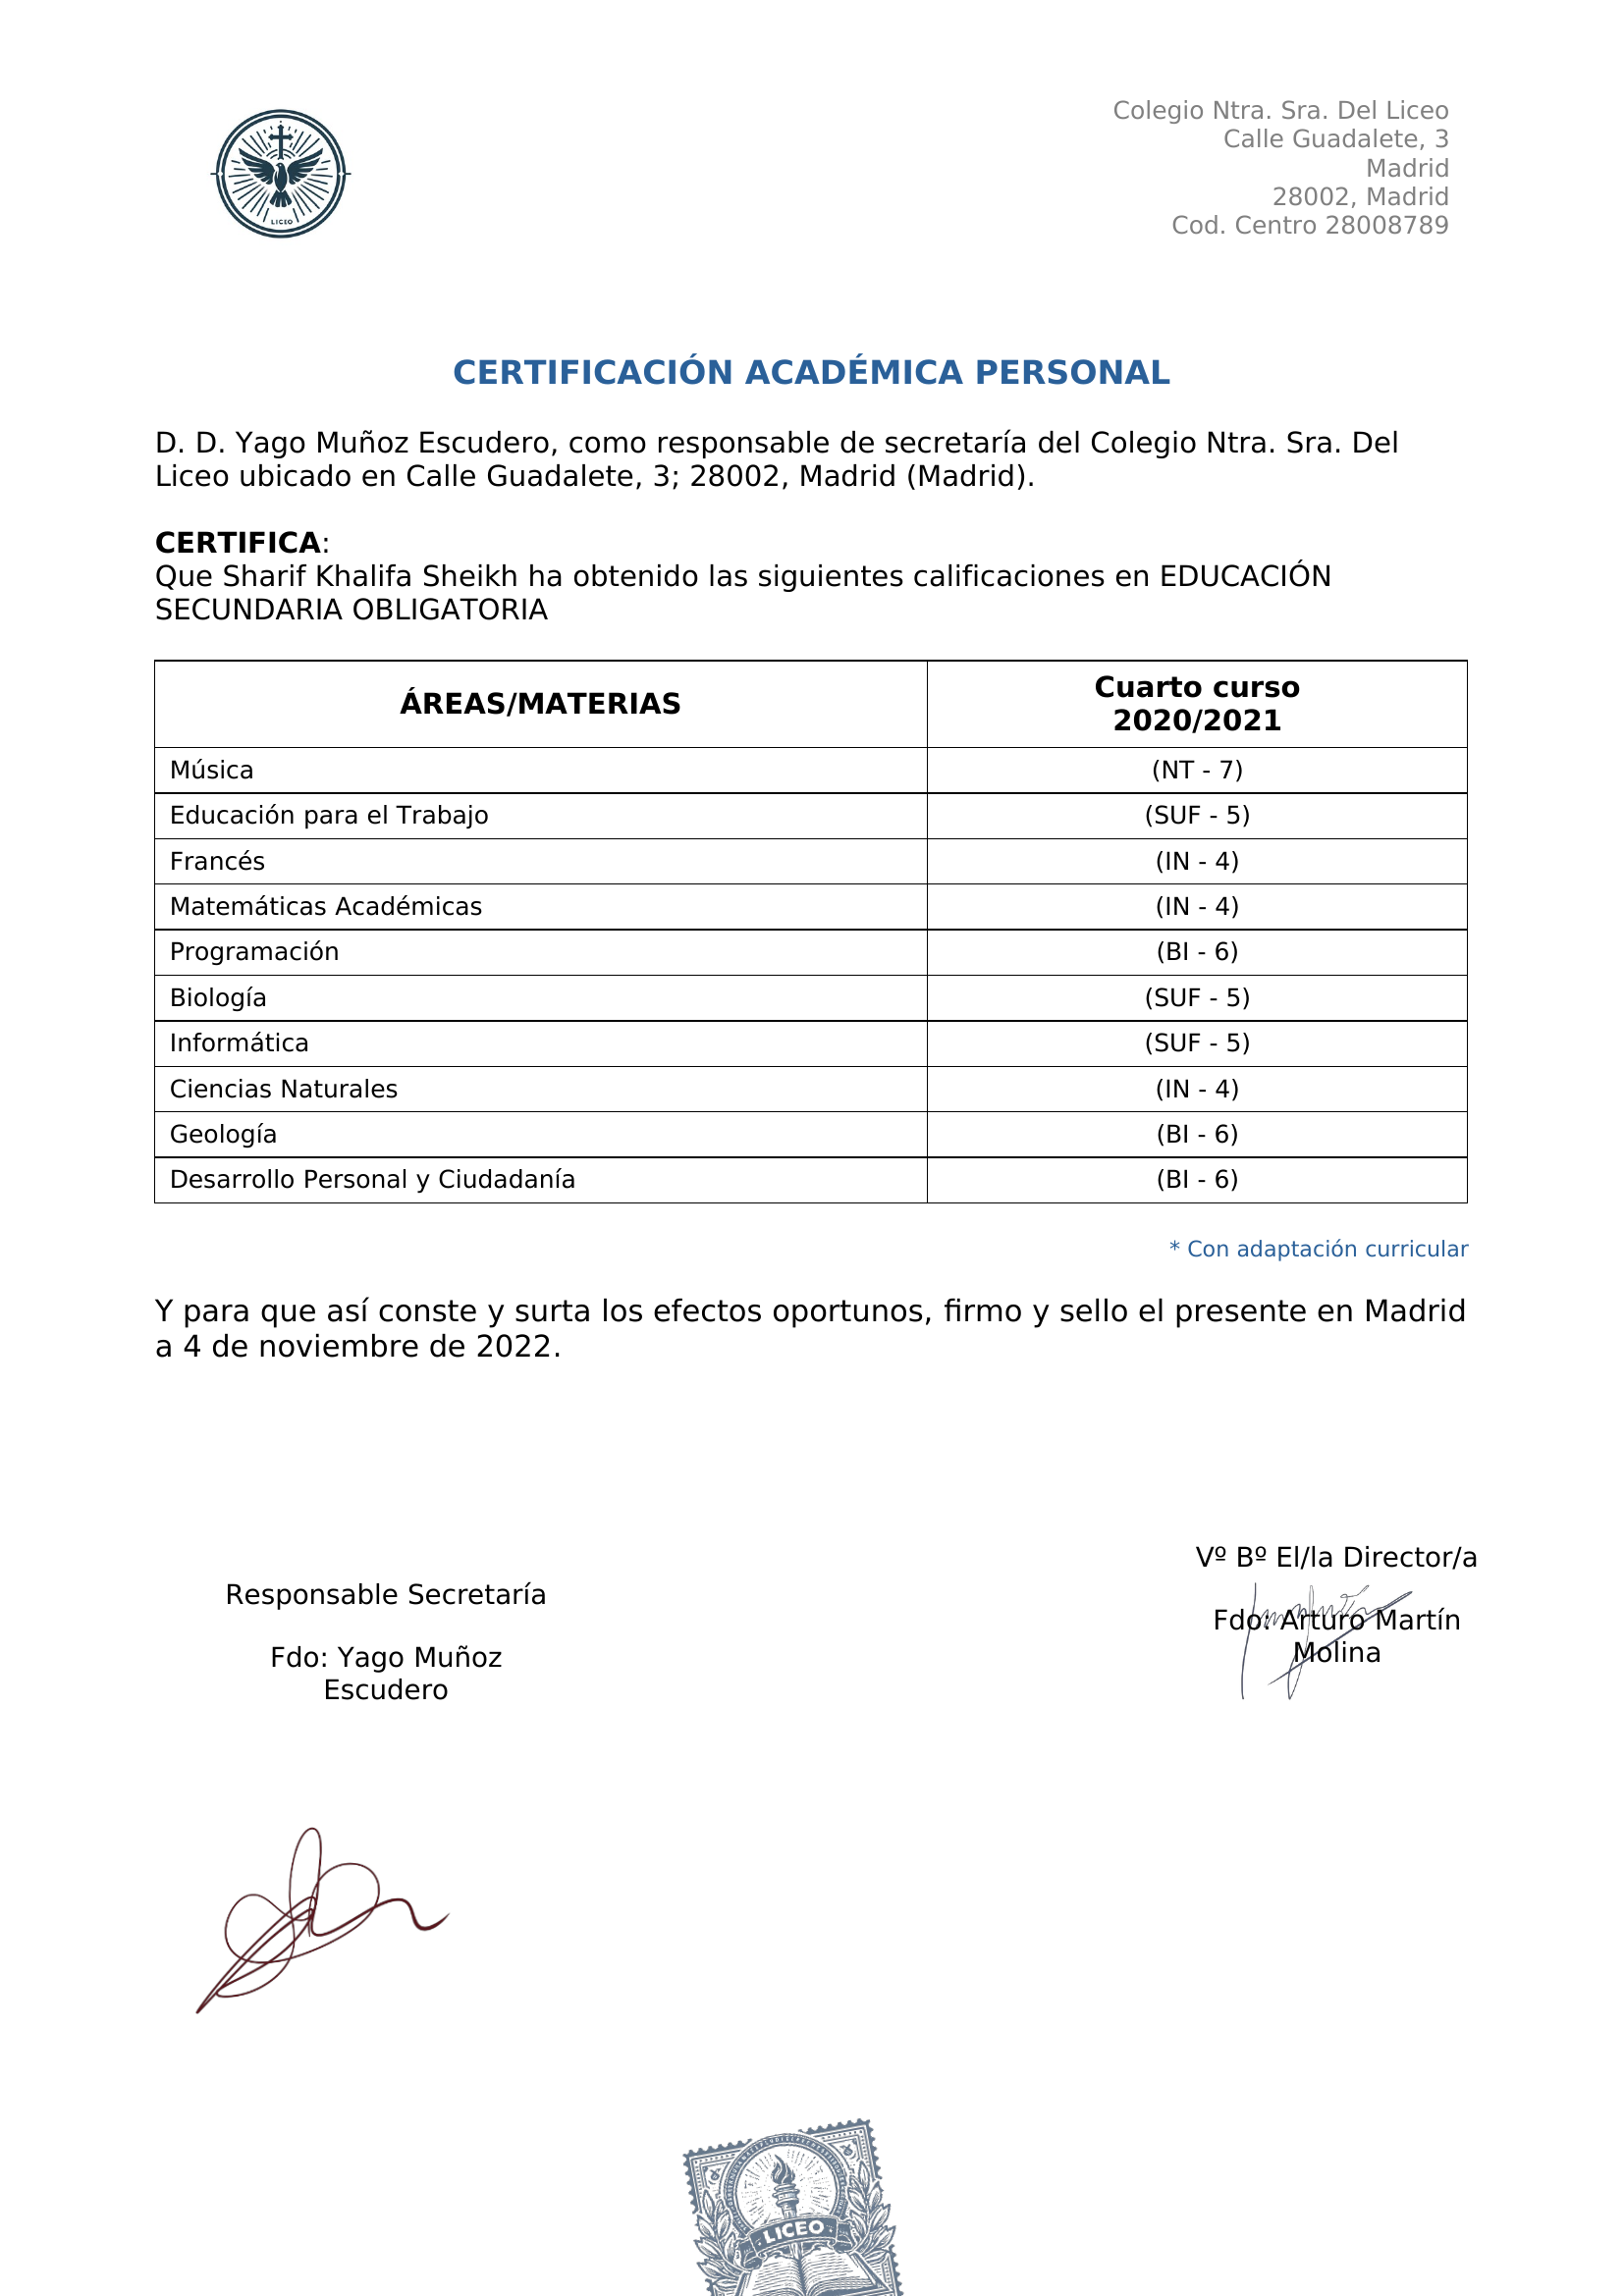 LICEO
Colegio Ntra. Sra. Del Liceo
Calle Guadalete, 3
Madrid
28002, Madrid
Cod. Centro 28008789
CERTIFICACIÓN ACADÉMICA PERSONAL
D. D. Yago Muñoz Escudero, como responsable de secretaría del Colegio Ntra. Sra. Del
Liceo ubicado en Calle Guadalete, 3; 28002, Madrid (Madrid).
CERTIFICA:
Que Sharif Khalifa Sheikh ha obtenido las siguientes calificaciones en EDUCACIÓN
SECUNDARIA OBLIGATORIA
ÁREAS/MATERIAS Cuarto curso
2020/2021
Música (NT - 7)
Educación para el Trabajo (SUF - 5)
Francés (IN - 4)
Matemáticas Académicas (IN - 4)
Programación (BI - 6)
Biología (SUF - 5)
Informática (SUF - 5)
Ciencias Naturales (IN - 4)
Geología (BI - 6)
Desarrollo Personal y Ciudadanía (BI - 6)
* Con adaptación curricular
Y para que así conste y surta los efectos oportunos, firmo y sello el presente en Madrid
a 4 de noviembre de 2022.
Vº Bº El/la Director/a
Fdo: Arturo Martín
Molina
Responsable Secretaría
Fdo: Yago Muñoz
Escudero
LICEO